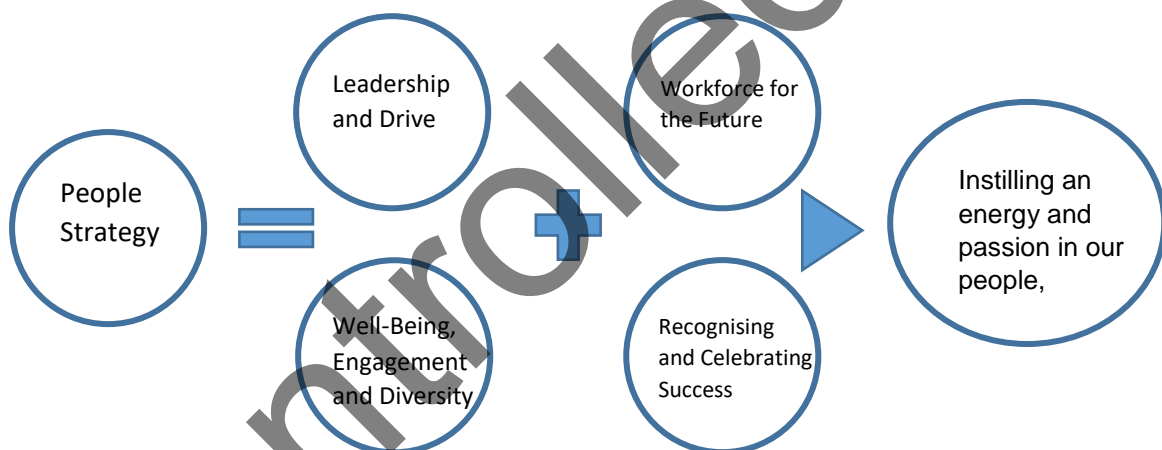 People
Strategy
Leadership
and Drive
Well-Being,
Engagement
and Diversity
Workforce for
the Future
Recognising
and Celebrating
Success
Instilling an
energy and
passion in our
people,
ntrolled